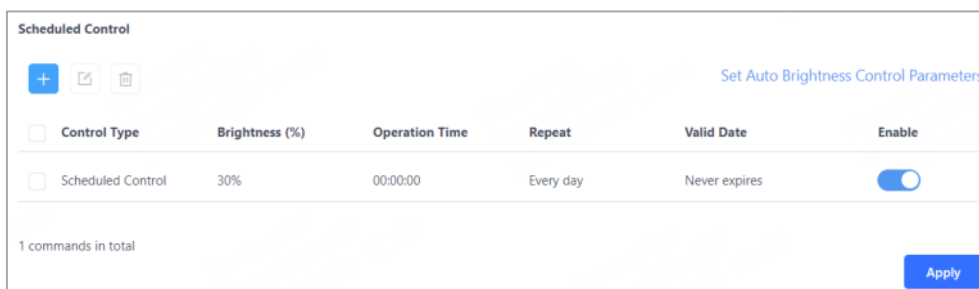 Scheduled Control
Set Auto Brightness Control Parameters
Control Type Brightness (%) Operation Time Repeat Valid Date Enable
Scheduled Control 30% 00:00:00 Every day Never expires
1 commands in total
Apply